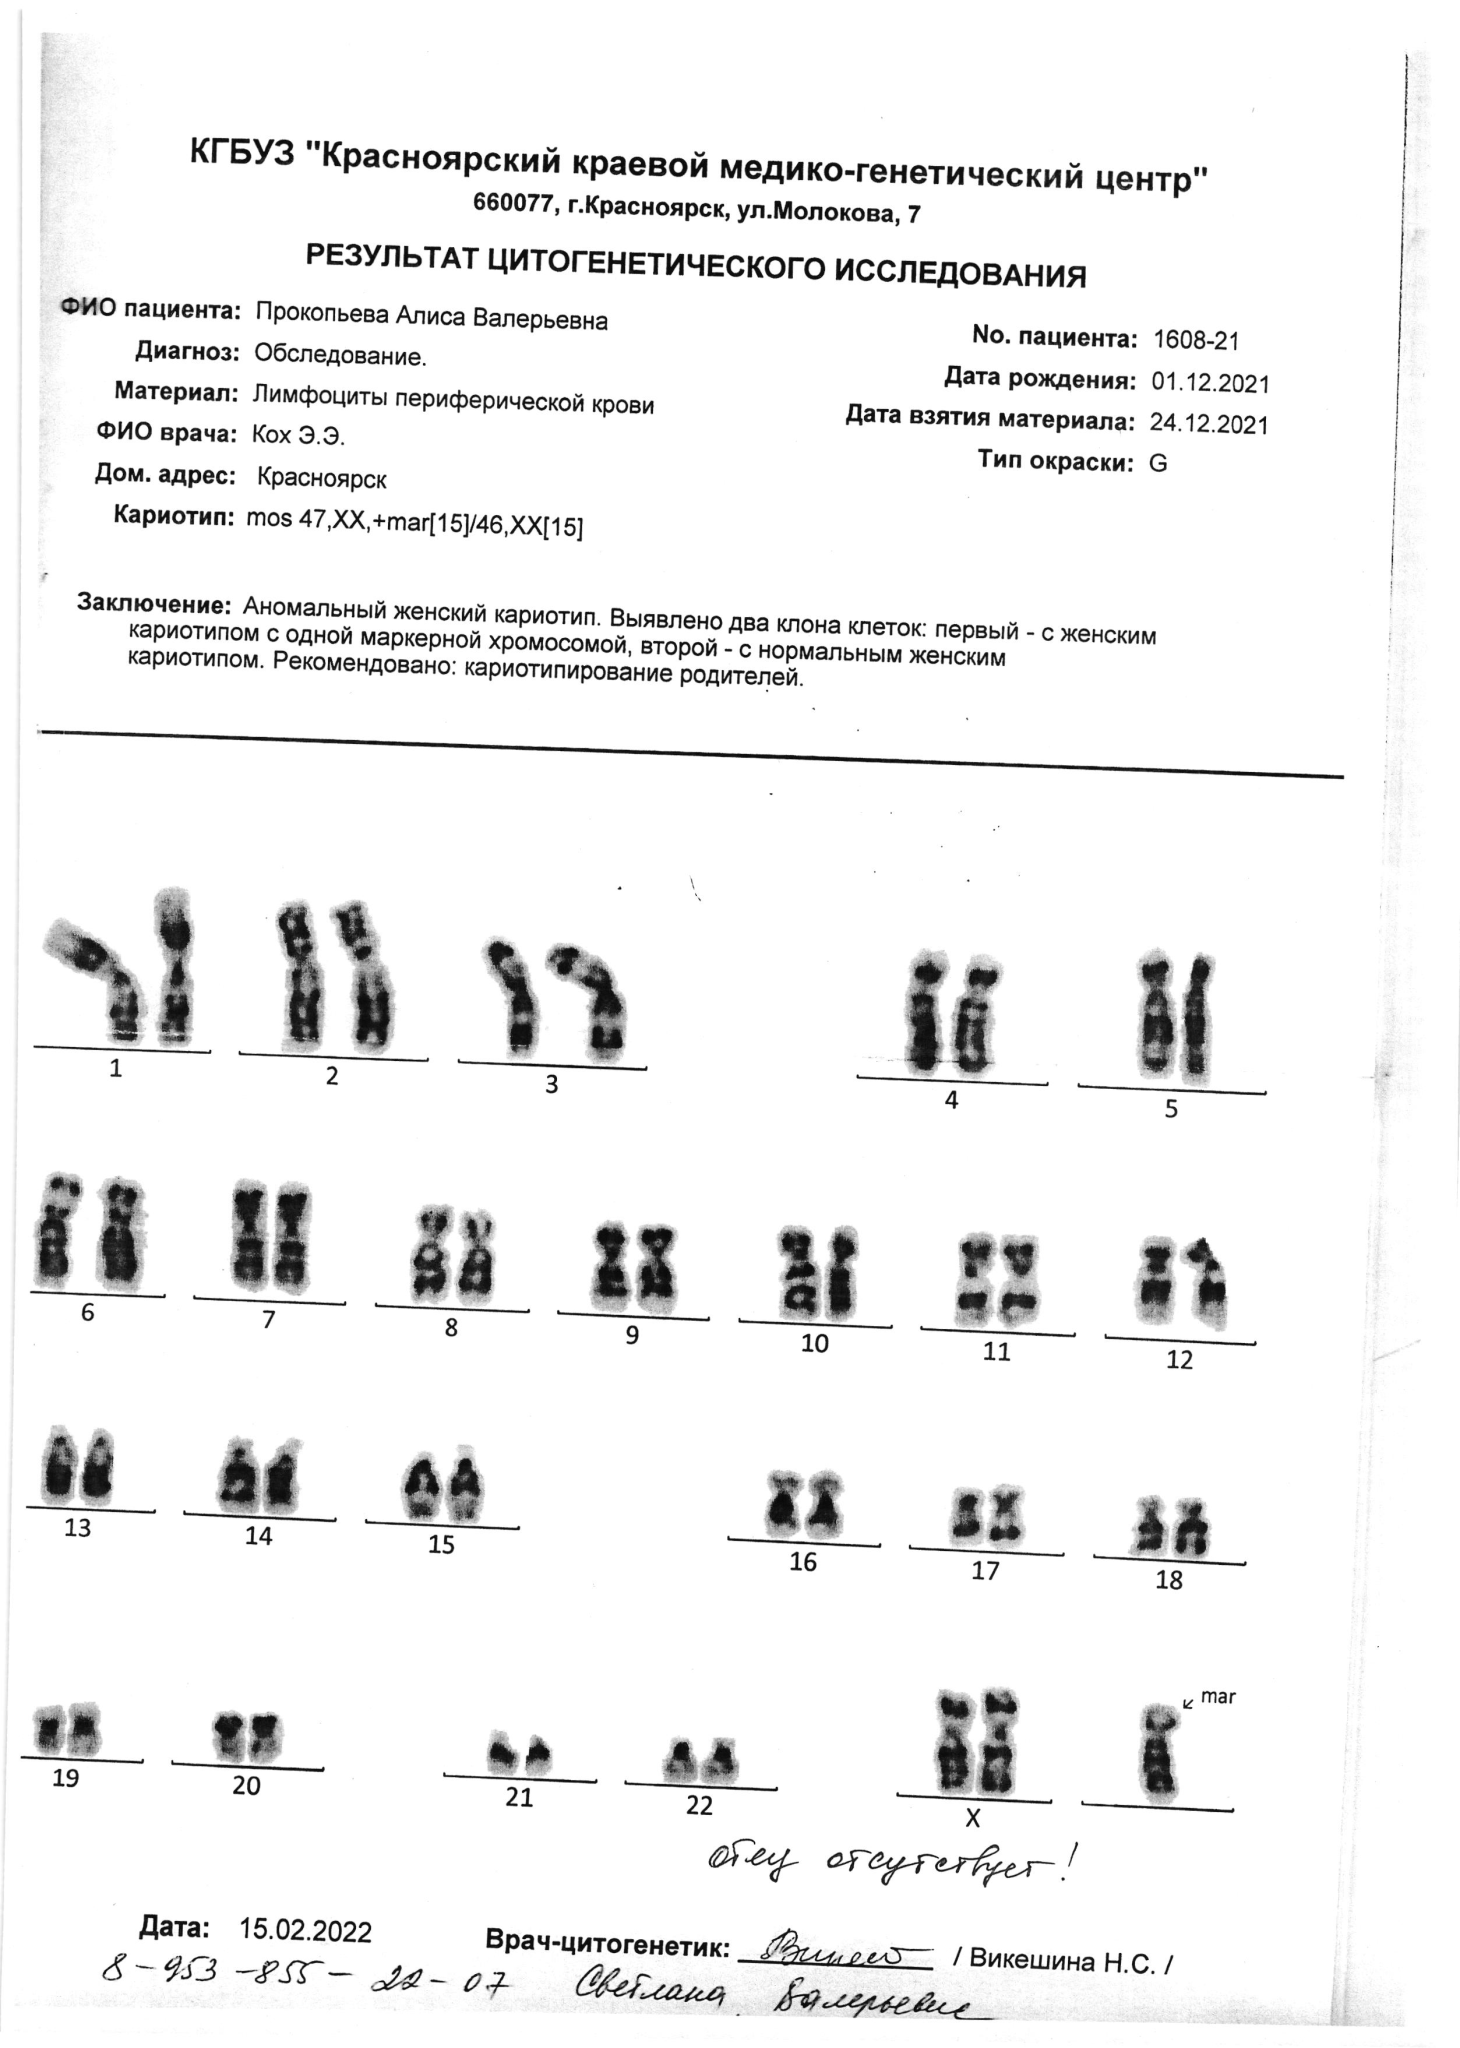 КГБУЗ "Красноярский краевой медико-генетический центр"
660077, г.Красноярск, ул.Молокова, 7
РЕЗУЛЬТАТ ЦИТОГЕНЕТИЧЕСКОГО ИССЛЕДОВАНИЯ
ФИО пациента: Прокопьева Алиса Валерьевна
No. пациента: 1608-21
Диагноз: Обследование.
Дата рождения: 01.12.2021
Материал: Лимфоциты периферической крови
Дата взятия материала: 24.12.2021
ФИО врача: Кох Э.Э.
Тип окраски: G
Дом. адрес: Красноярск
Кариотип: mos 47,XX,+mar[15]/46,XX[15]
Заключение: Аномальный женский кариотип. Выявлено два клона клеток: первый - с женским
кариотипом с одной маркерной хромосомой, второй - с нормальным женским
кариотипом. Рекомендовано: кариотипирование родителей.
1 2 3 4 5
6 7 8 9 10 11 12
13 14 15 16 17 18
mar
19 20 21 22 X
отец отсутствует!
Дата: 15.02.2022 Врач-цитогенетик: / Викешина Н.С. /
8-953-855-22-07 Светлана Валерьевна